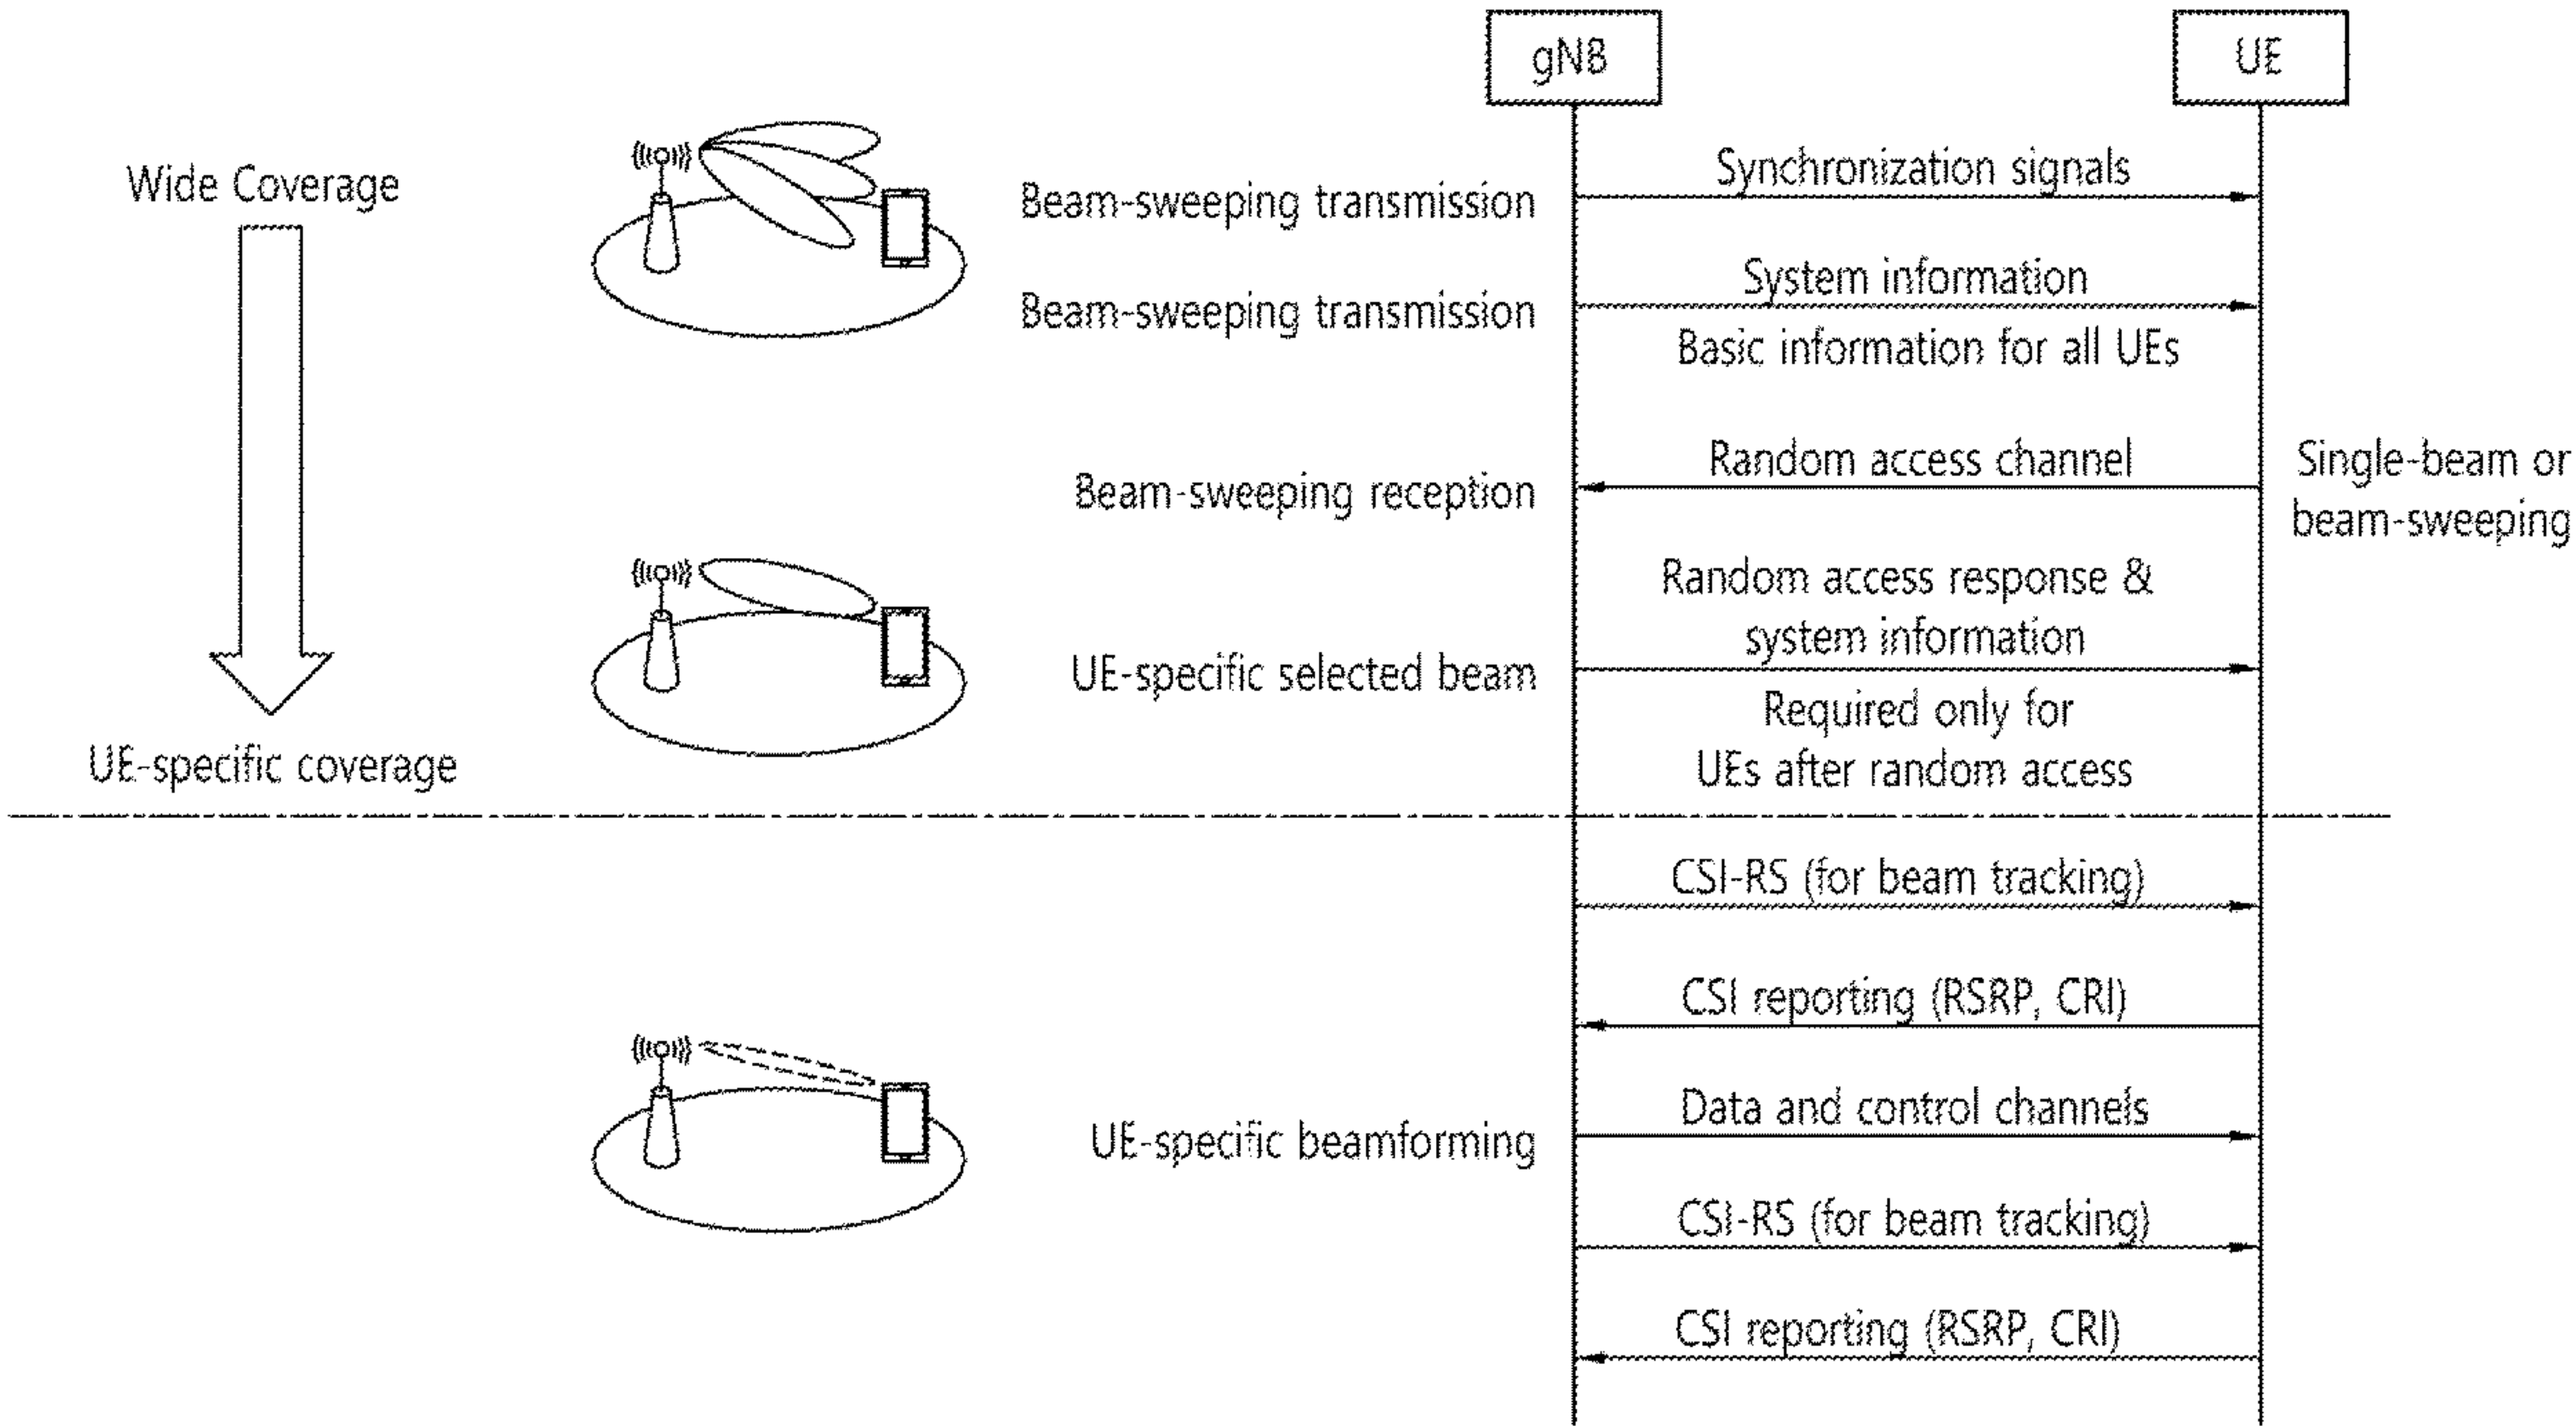 gNB
UE
Wide Coverage
Beam-sweeping transmission
Synchronization signals
Beam-sweeping transmission
System information
Basic information for all UEs
Beam-sweeping reception
Random access channel
Single-beam or
beam-sweeping
UE-specific selected beam
Random access response &
system information
Required only for
UEs after random access
UE-specific coverage
CSI-RS (for beam tracking)
CSI reporting (RSRP, CRI)
UE-specific beamforming
Data and control channels
CSI-RS (for beam tracking)
CSI reporting (RSRP, CRI)